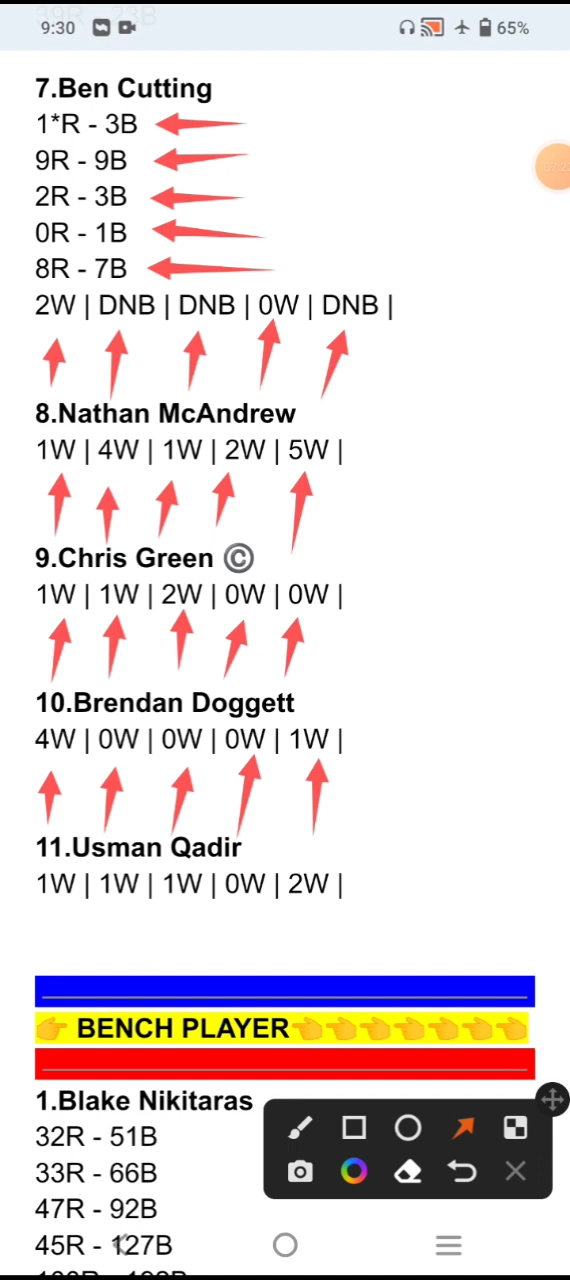 9:30 65%
7.Ben Cutting
1*R - 3B
9R - 9B
2R - 3B
0R - 1B
8R - 7B
2W | DNB | DNB | 0W | DNB |
8.Nathan McAndrew
1W | 4W | 1W | 2W | 5W |
9.Chris Green ©
1W | 1W | 2W | 0W | 0W |
10.Brendan Doggett
4W | 0W | 0W | 0W | 1W |
11.Usman Qadir
1W | 1W | 1W | 0W | 2W |
👉 BENCH PLAYER👈👈👈👈👈👈👈
1.Blake Nikitaras
32R - 51B
33R - 66B
47R - 92B
45R - 127B